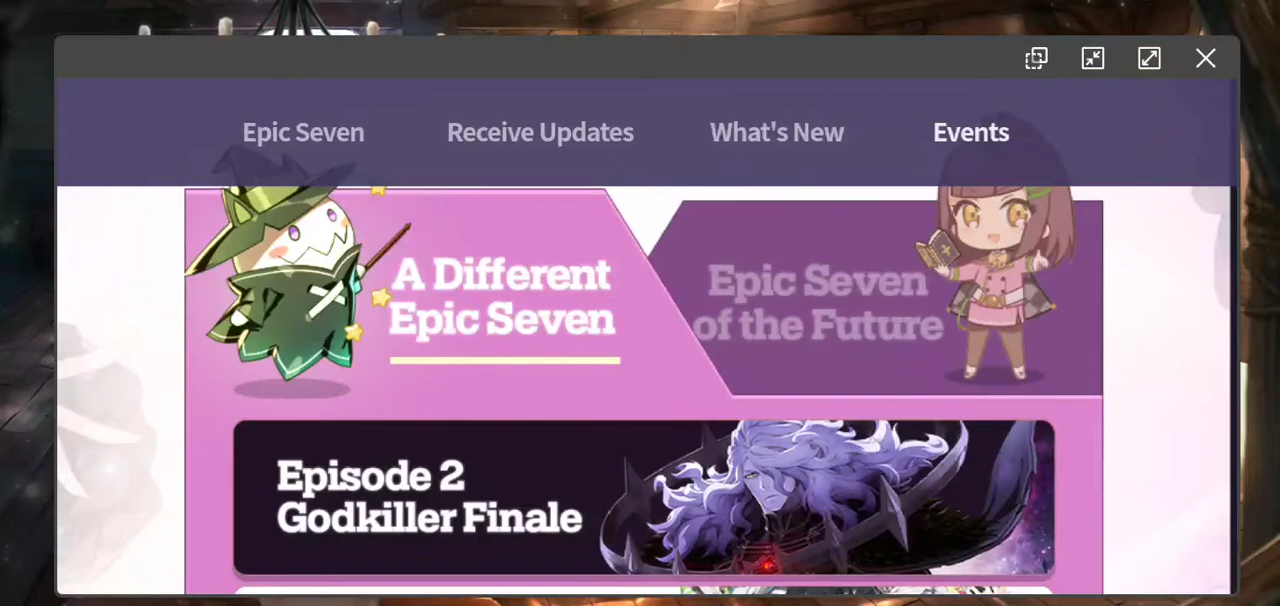 Epic Seven
Receive Updates
What's New
Events
A Different
Epic Seven
Epic Seven
of the Future
Episode 2
Godkiller Finale